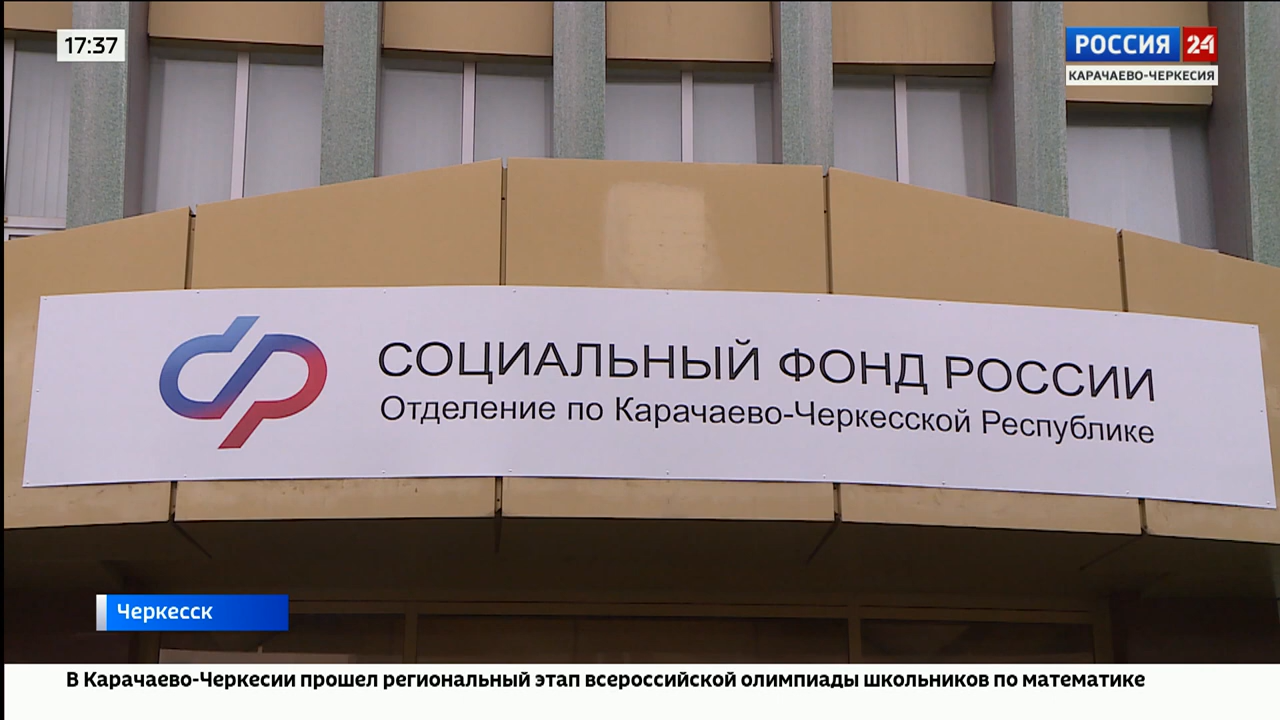 17:37
РОССИЯ 24
КАРАЧАЕВО-ЧЕРКЕСИЯ
СОЦИАЛЬНЫЙ ФОНД РОССИИ
Отделение по Карачаево-Черкесской Республике
Черкесск
В Карачаево-Черкесии прошел региональный этап всероссийской олимпиады школьников по математике